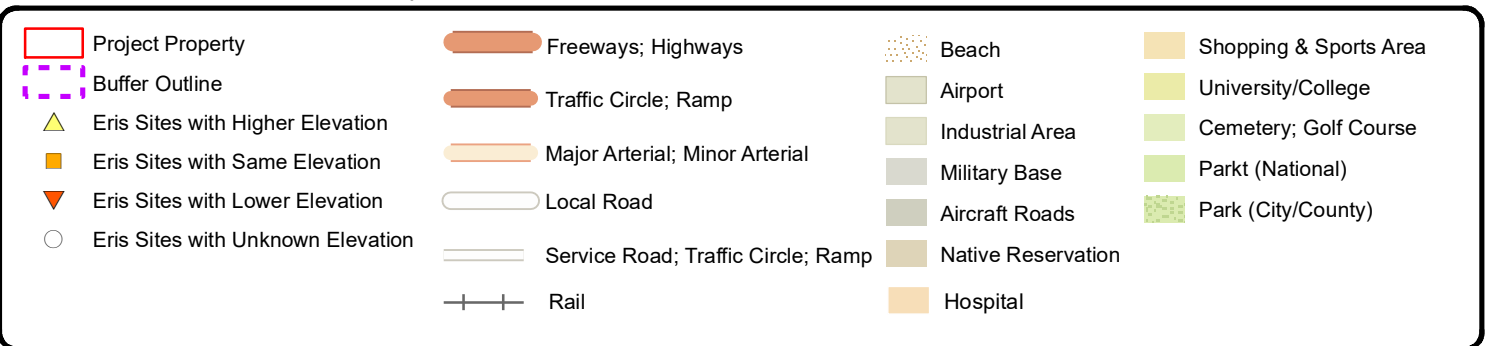 Project Property
Buffer Outline
Eris Sites with Higher Elevation
Eris Sites with Same Elevation
Eris Sites with Lower Elevation
Eris Sites with Unknown Elevation
Freeways; Highways
Traffic Circle; Ramp
Major Arterial; Minor Arterial
Local Road
Service Road; Traffic Circle; Ramp
Rail
Beach
Airport
Industrial Area
Military Base
Aircraft Roads
Native Reservation
Hospital
Shopping & Sports Area
University/College
Cemetery; Golf Course
Parkt (National)
Park (City/County)